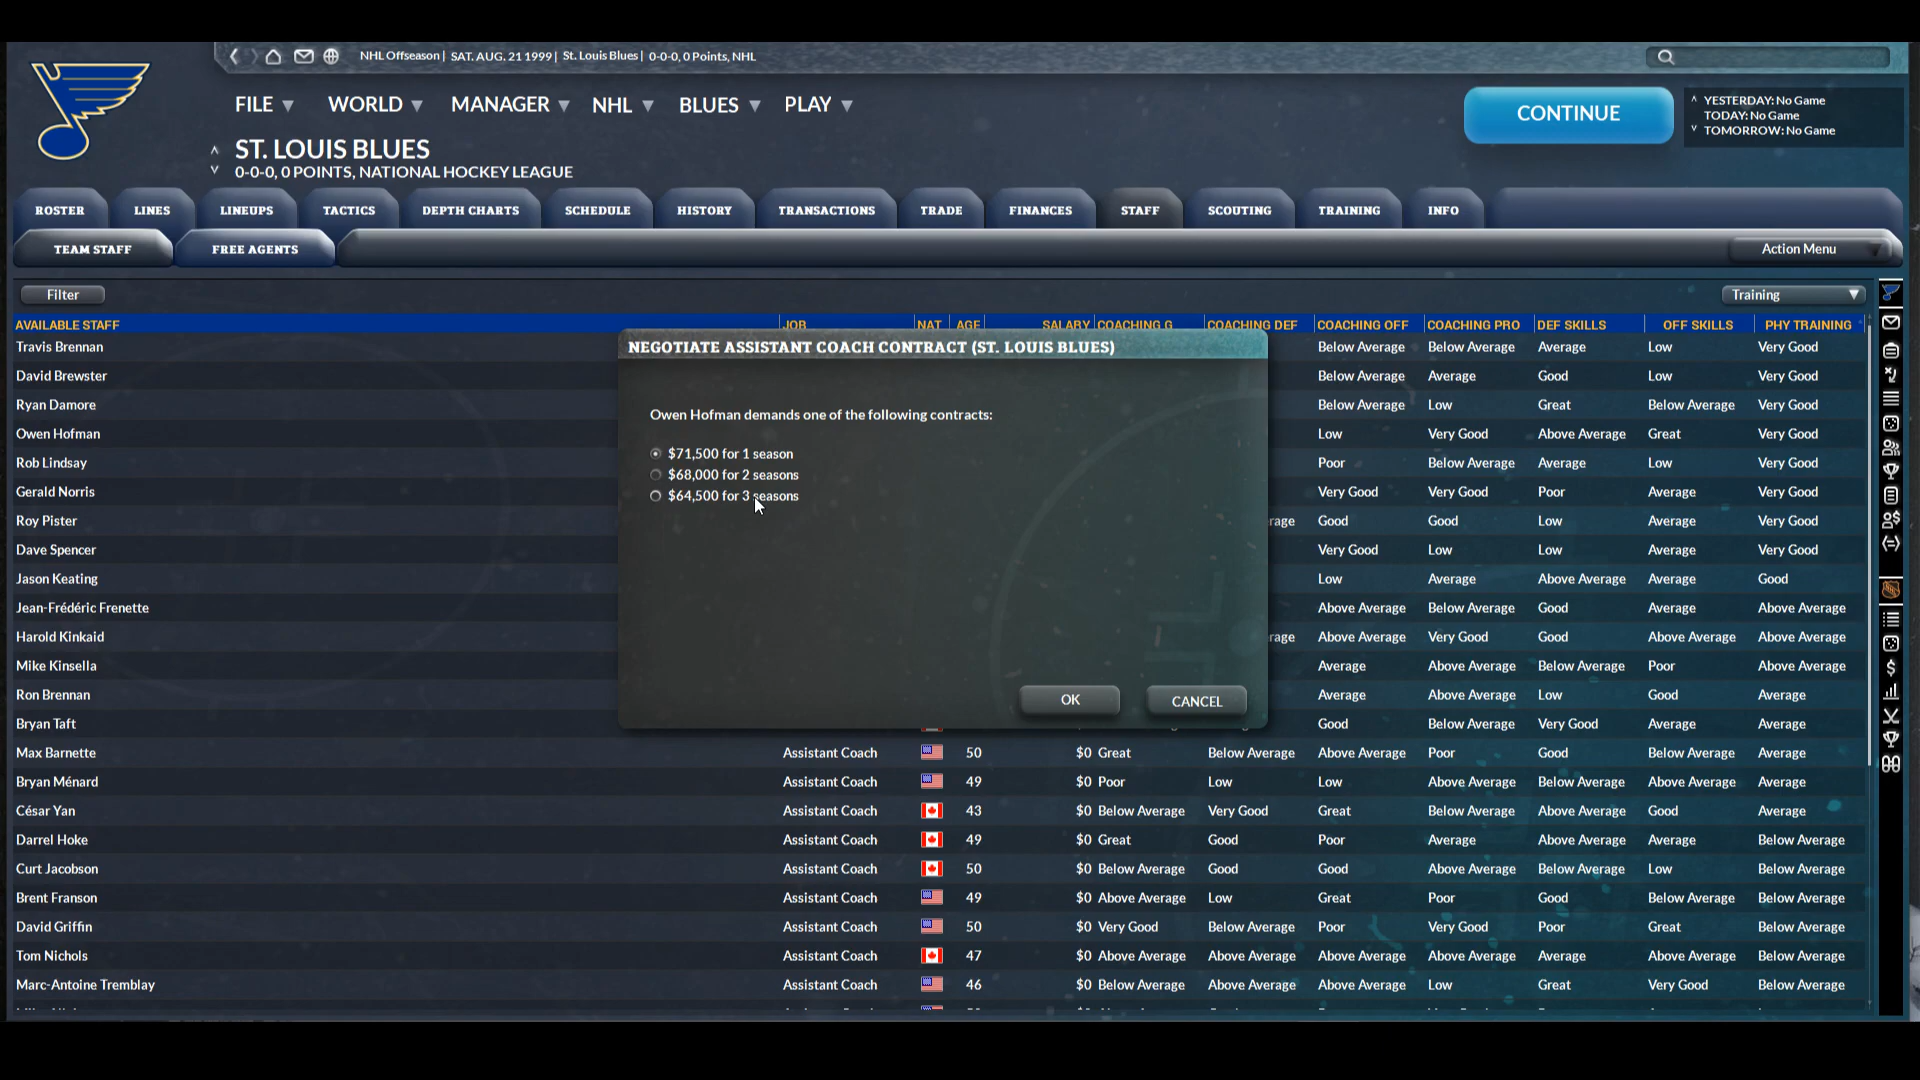 NHL Offseason | SAT. AUG. 21 1999 | St. Louis Blues | 0-0-0, 0 Points, NHL
FILE WORLD MANAGER NHL BLUES PLAY
CONTINUE
YESTERDAY: No Game
TODAY: No Game
TOMORROW: No Game
ST. LOUIS BLUES
0-0-0, 0 POINTS, NATIONAL HOCKEY LEAGUE
ROSTER LINES LINEUPS TACTICS DEPTH CHARTS SCHEDULE HISTORY TRANSACTIONS TRADE FINANCES STAFF SCOUTING TRAINING INFO
TEAM STAFF FREE AGENTS Action Menu
Filter Training
AVAILABLE STAFF JOB NAT AGE SALARY COACHING G COACHING DEF COACHING OFF COACHING PRO DEF SKILLS OFF SKILLS PHY TRAINING
NEGOTIATE ASSISTANT COACH CONTRACT (ST. LOUIS BLUES)
Owen Hofman demands one of the following contracts:
$71,500 for 1 season
$68,000 for 2 seasons
$64,500 for 3 seasons
OK CANCEL
Travis Brennan Below Average Below Average Average Low Very Good
David Brewster Below Average Average Good Low Very Good
Ryan Damore Below Average Low Great Below Average Very Good
Owen Hofman Low Very Good Above Average Great Very Good
Rob Lindsay Poor Below Average Average Low Very Good
Gerald Norris Very Good Very Good Poor Average Very Good
Roy Pister rage Good Good Low Average Very Good
Dave Spencer Very Good Low Low Average Very Good
Jason Keating Low Average Above Average Average Good
Jean-Frédéric Frenette Above Average Below Average Good Average Above Average
Harold Kinkaid rage Above Average Very Good Good Above Average Above Average
Mike Kinsella Average Above Average Below Average Poor Above Average
Ron Brennan Average Above Average Low Good Average
Bryan Taft Good Below Average Very Good Average Average
Max Barnette Assistant Coach 50 $0 Great Below Average Above Average Poor Good Below Average Average
Bryan Ménard Assistant Coach 49 $0 Poor Low Low Above Average Below Average Above Average Average
César Yan Assistant Coach 43 $0 Below Average Very Good Great Below Average Above Average Good Average
Darrel Hoke Assistant Coach 49 $0 Great Good Poor Average Above Average Average Below Average
Curt Jacobson Assistant Coach 50 $0 Below Average Good Good Above Average Below Average Low Below Average
Brent Franson Assistant Coach 49 $0 Above Average Low Great Poor Good Below Average Below Average
David Griffin Assistant Coach 50 $0 Very Good Below Average Poor Very Good Poor Great Below Average
Tom Nichols Assistant Coach 47 $0 Above Average Above Average Above Average Above Average Average Above Average Below Average
Marc-Antoine Tremblay Assistant Coach 46 $0 Below Average Above Average Above Average Low Great Very Good Below Average